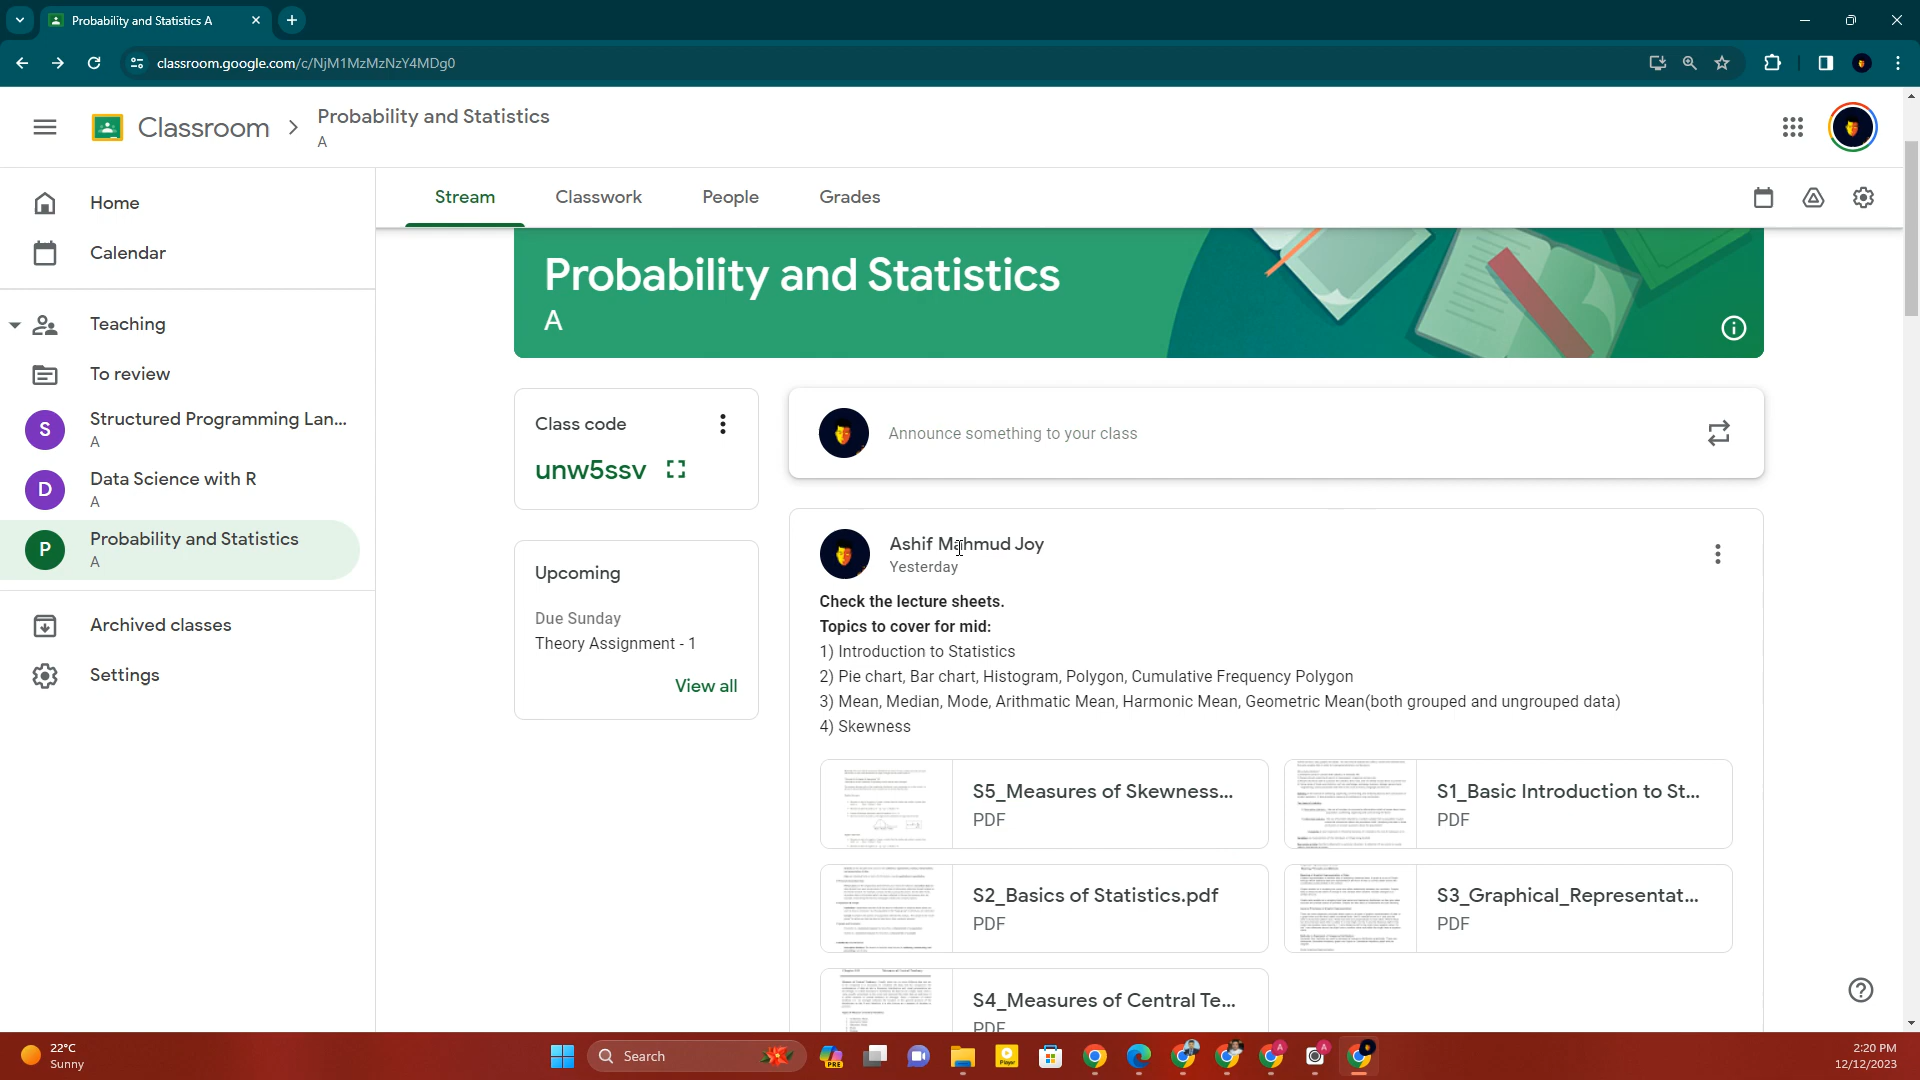 Probability and Statistics A
classroom.google.com/c/NjM1MzMzNzY4MDg0
Classroom
Probability and Statistics
A
Stream
Classwork
People
Grades
Home
Calendar
Teaching
To review
S
Structured Programming Lan...
A
D
Data Science with R
A
P
Probability and Statistics
A
Archived classes
Settings
Probability and Statistics
A
Class code
unw5ssv
Announce something to your class
Upcoming
Due Sunday
Theory Assignment - 1
View all
Ashif Mahmud Joy
Yesterday
Check the lecture sheets.
Topics to cover for mid:
1) Introduction to Statistics
2) Pie chart, Bar chart, Histogram, Polygon, Cumulative Frequency Polygon
3) Mean, Median, Mode, Arithmatic Mean, Harmonic Mean, Geometric Mean(both grouped and ungrouped data)
4) Skewness
S5_Measures of Skewness...
PDF
S1_Basic Introduction to St...
PDF
S2_Basics of Statistics.pdf
PDF
S3_Graphical_Representat...
PDF
S4_Measures of Central Te...
PDF
22°C
Sunny
Search
PRE
Player
2:20 PM
12/12/2023